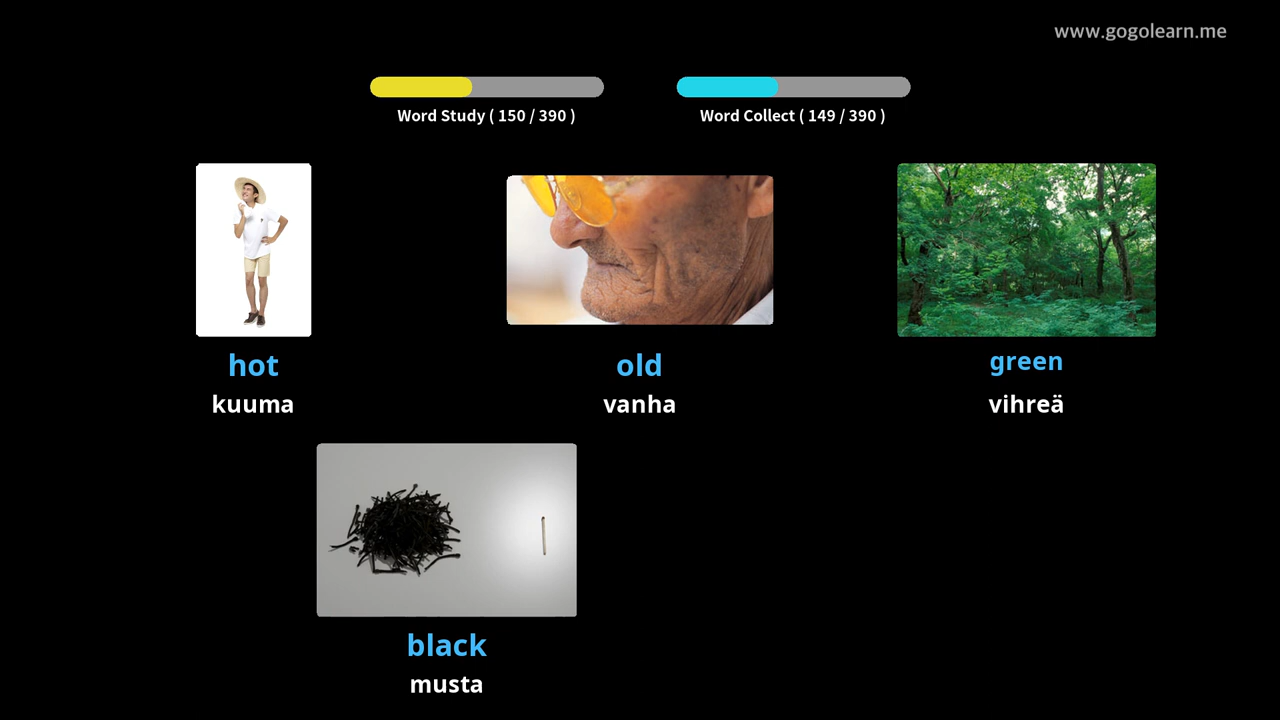 www.gogolearn.me
Word Study ( 150 / 390 )
Word Collect ( 149 / 390 )
hot
kuuma
old
vanha
green
vihreä
black
musta